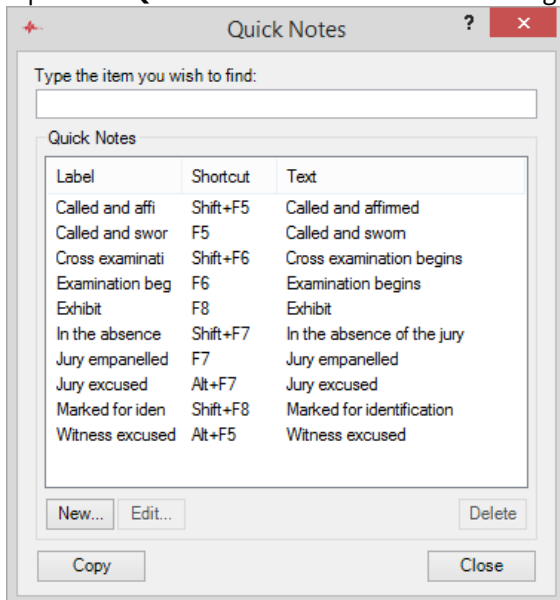 Quick Notes ? ×
Type the item you wish to find:
Quick Notes
Label Shortcut Text
Called and affi Shift+F5 Called and affirmed
Called and swor F5 Called and sworn
Cross examinati Shift+F6 Cross examination begins
Examination beg F6 Examination begins
Exhibit F8 Exhibit
In the absence Shift+F7 In the absence of the jury
Jury empanelled F7 Jury empanelled
Jury excused Alt+F7 Jury excused
Marked for iden Shift+F8 Marked for identification
Witness excused Alt+F5 Witness excused
New... Edit... Delete
Copy Close